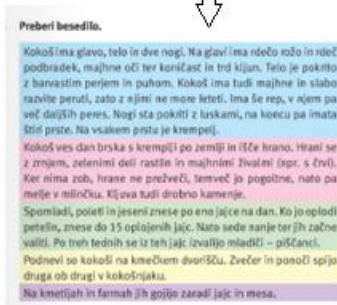 Preberi besedilo.
Kokoš ima glavo, telo in dve nogi. Na glavi ima rdečo rožo in rdeč
podbradek, majhne oči ter koničast in trd kljun. Telo je pokrito
z barvastim perjem in puhom. Kokoš ima tudi majhne in slabo
razvite peruti, zato z njimi ne more leteti. Ima še rep, v njem pa
več daljših peres. Nogi sta pokriti z luskami, na koncu pa imata
štiri prste. Na vsakem prstu je krempelj.
Kokoš ves dan brska s kremplji po zemlji in išče hrano. Hrani se
z zrnjem, zelenimi deli rastlin in majhnimi živalmi (npr. s črvi).
Ker nima zob, hrane ne prežveči, temveč jo pogoltne, nato pa
melje v mlinčku. Kljuva tudi drobno kamenje.
Spomladi, poleti in jeseni znese po eno jajce na dan. Ko jo oplodi
petelin, znese do 15 oplojenih jajc. Nato sede nanje ter jih začne
valiti. Po treh tednih se iz teh jajc izvalijo mladiči – piščanci.
Podnevi so kokoši na kmečkem dvorišču. Zvečer in ponoči spijo
druga ob drugi v kokošnjaku.
Na kmetijah in farmah jih gojijo zaradi jajc in mesa.